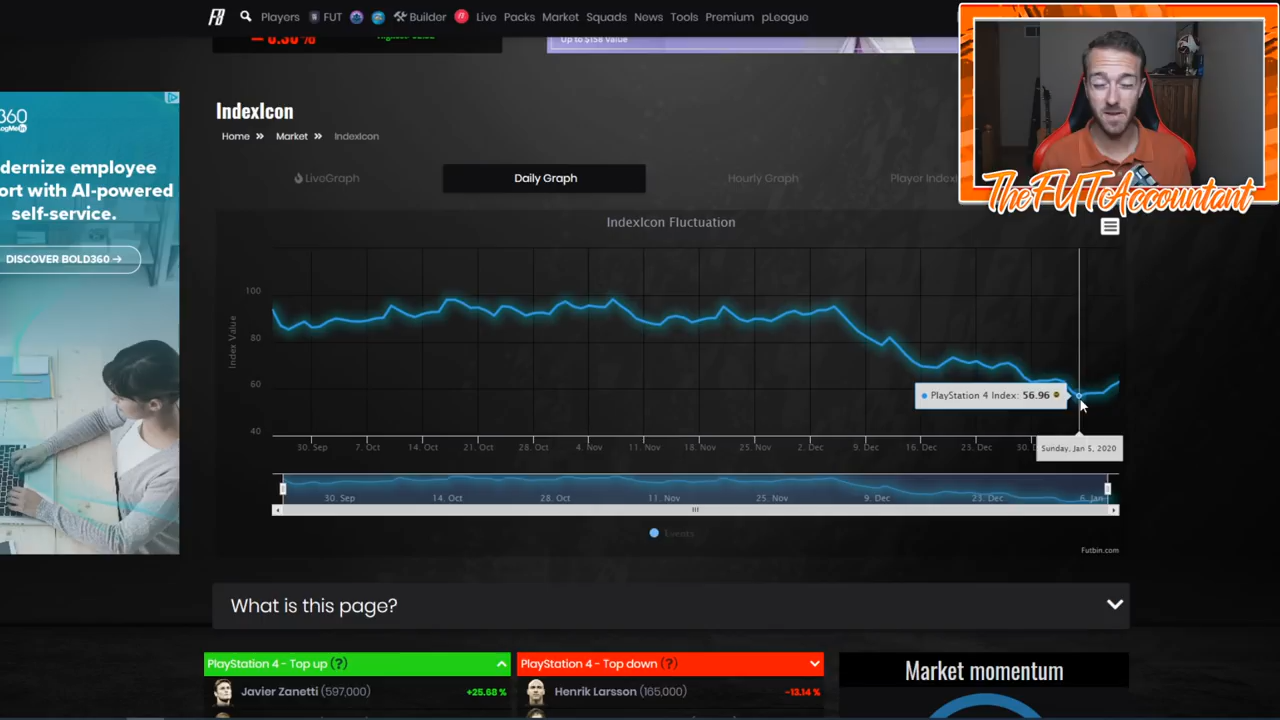 FB Players FUT Builder Live Packs Market Squads News Tools Premium pLeague
Up to $158 value
360
LogMeIn
dernize employee
ort with AI-powered
self-service.
DISCOVER BOLD360 →
TheFUTAccountant
IndexIcon
Home » Market » IndexIcon
LiveGraph Daily Graph Hourly Graph
IndexIcon Fluctuation
Index Value
100
80
60
40
PlayStation 4 Index: 56.96
30. Sep 7. Oct 14. Oct 21. Oct 28. Oct 4. Nov 11. Nov 18. Nov 25. Nov 2. Dec 9. Dec 16. Dec 23. Dec
Sunday, Jan 5, 2020
30. Sep 14. Oct 28. Oct 11. Nov 25. Nov 9. Dec 23. Dec 6. Jan
Events
Futbin.com
What is this page?
PlayStation 4 - Top up (?)
Javier Zanetti (597,000) +25.68 %
PlayStation 4 - Top down (?)
Henrik Larsson (165,000) -13.14 %
Market momentum